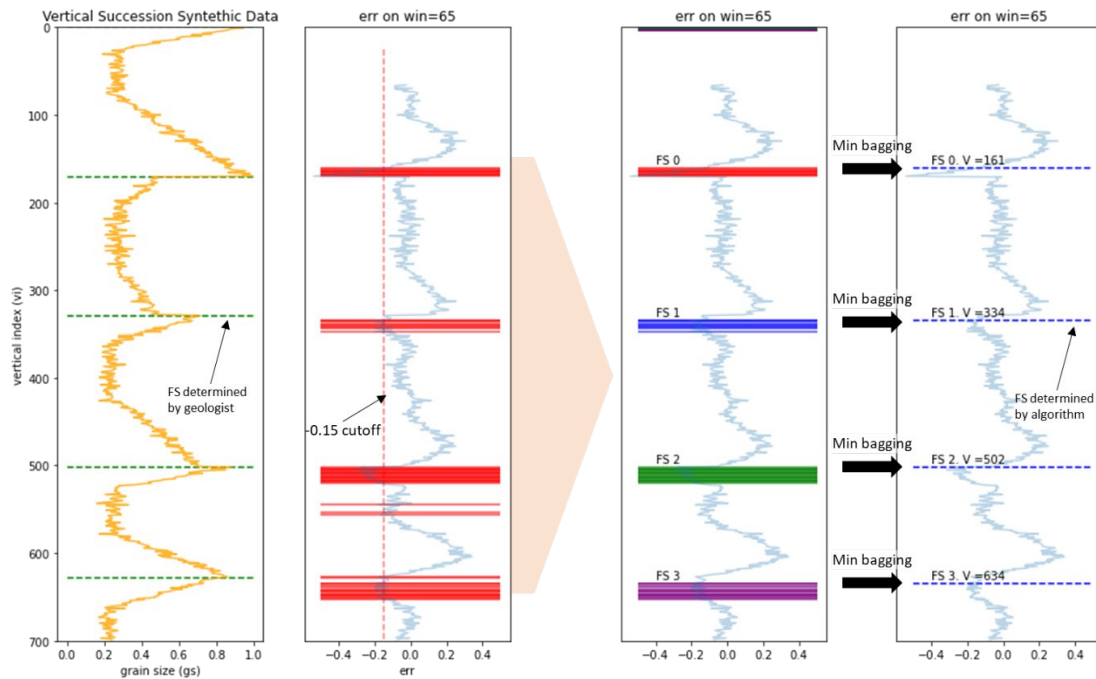 Vertical Succession Syntethic Data
err on win=65
err on win=65
err on win=65
0
100
200
300
400
500
600
700
vertical index (vi)
0.0 0.2 0.4 0.6 0.8 1.0
grain size (gs)
FS determined
by geologist
-0.15 cutoff
−0.4 −0.2 0.0 0.2 0.4
err
FS 0
FS 1
FS 2
FS 3
−0.4 −0.2 0.0 0.2 0.4
Min bagging
Min bagging
Min bagging
Min bagging
FS 0. V =161
FS 1. V =334
FS determined
by algorithm
FS 2. V =502
FS 3. V =634
−0.4 −0.2 0.0 0.2 0.4